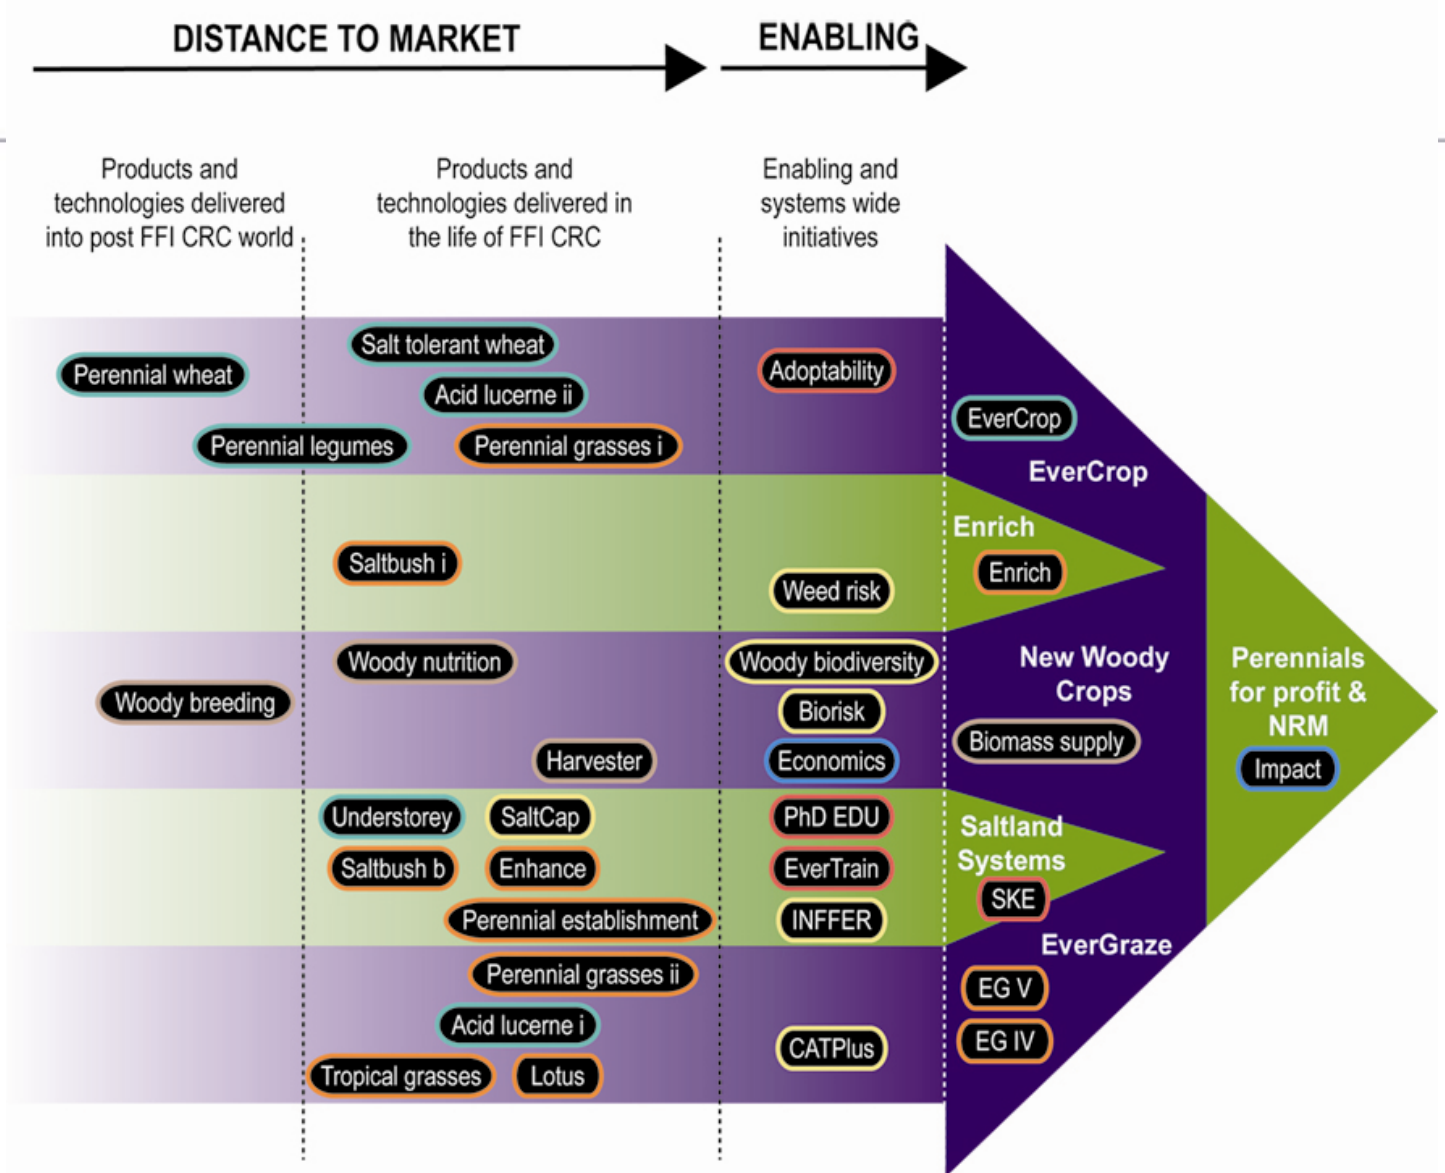 DISTANCE TO MARKET
ENABLING
Products and
technologies delivered
into post FFI CRC world
Products and
technologies delivered in
the life of FFI CRC
Enabling and
systems wide
initiatives
Perennial wheat
Salt tolerant wheat
Acid lucerne ii
Perennial legumes
Perennial grasses i
Adoptability
EverCrop
EverCrop
Saltbush i
Weed risk
Enrich
Enrich
Woody breeding
Woody nutrition
Harvester
Woody biodiversity
Biorisk
Economics
New Woody
Crops
Biomass supply
Understorey
SaltCap
Saltbush b
Enhance
Perennial establishment
PhD EDU
EverTrain
INFFER
Saltland
Systems
SKE
Perennial grasses ii
Acid lucerne i
Tropical grasses
Lotus
CATPlus
EverGraze
EG V
EG IV
Perennials
for profit &
NRM
Impact